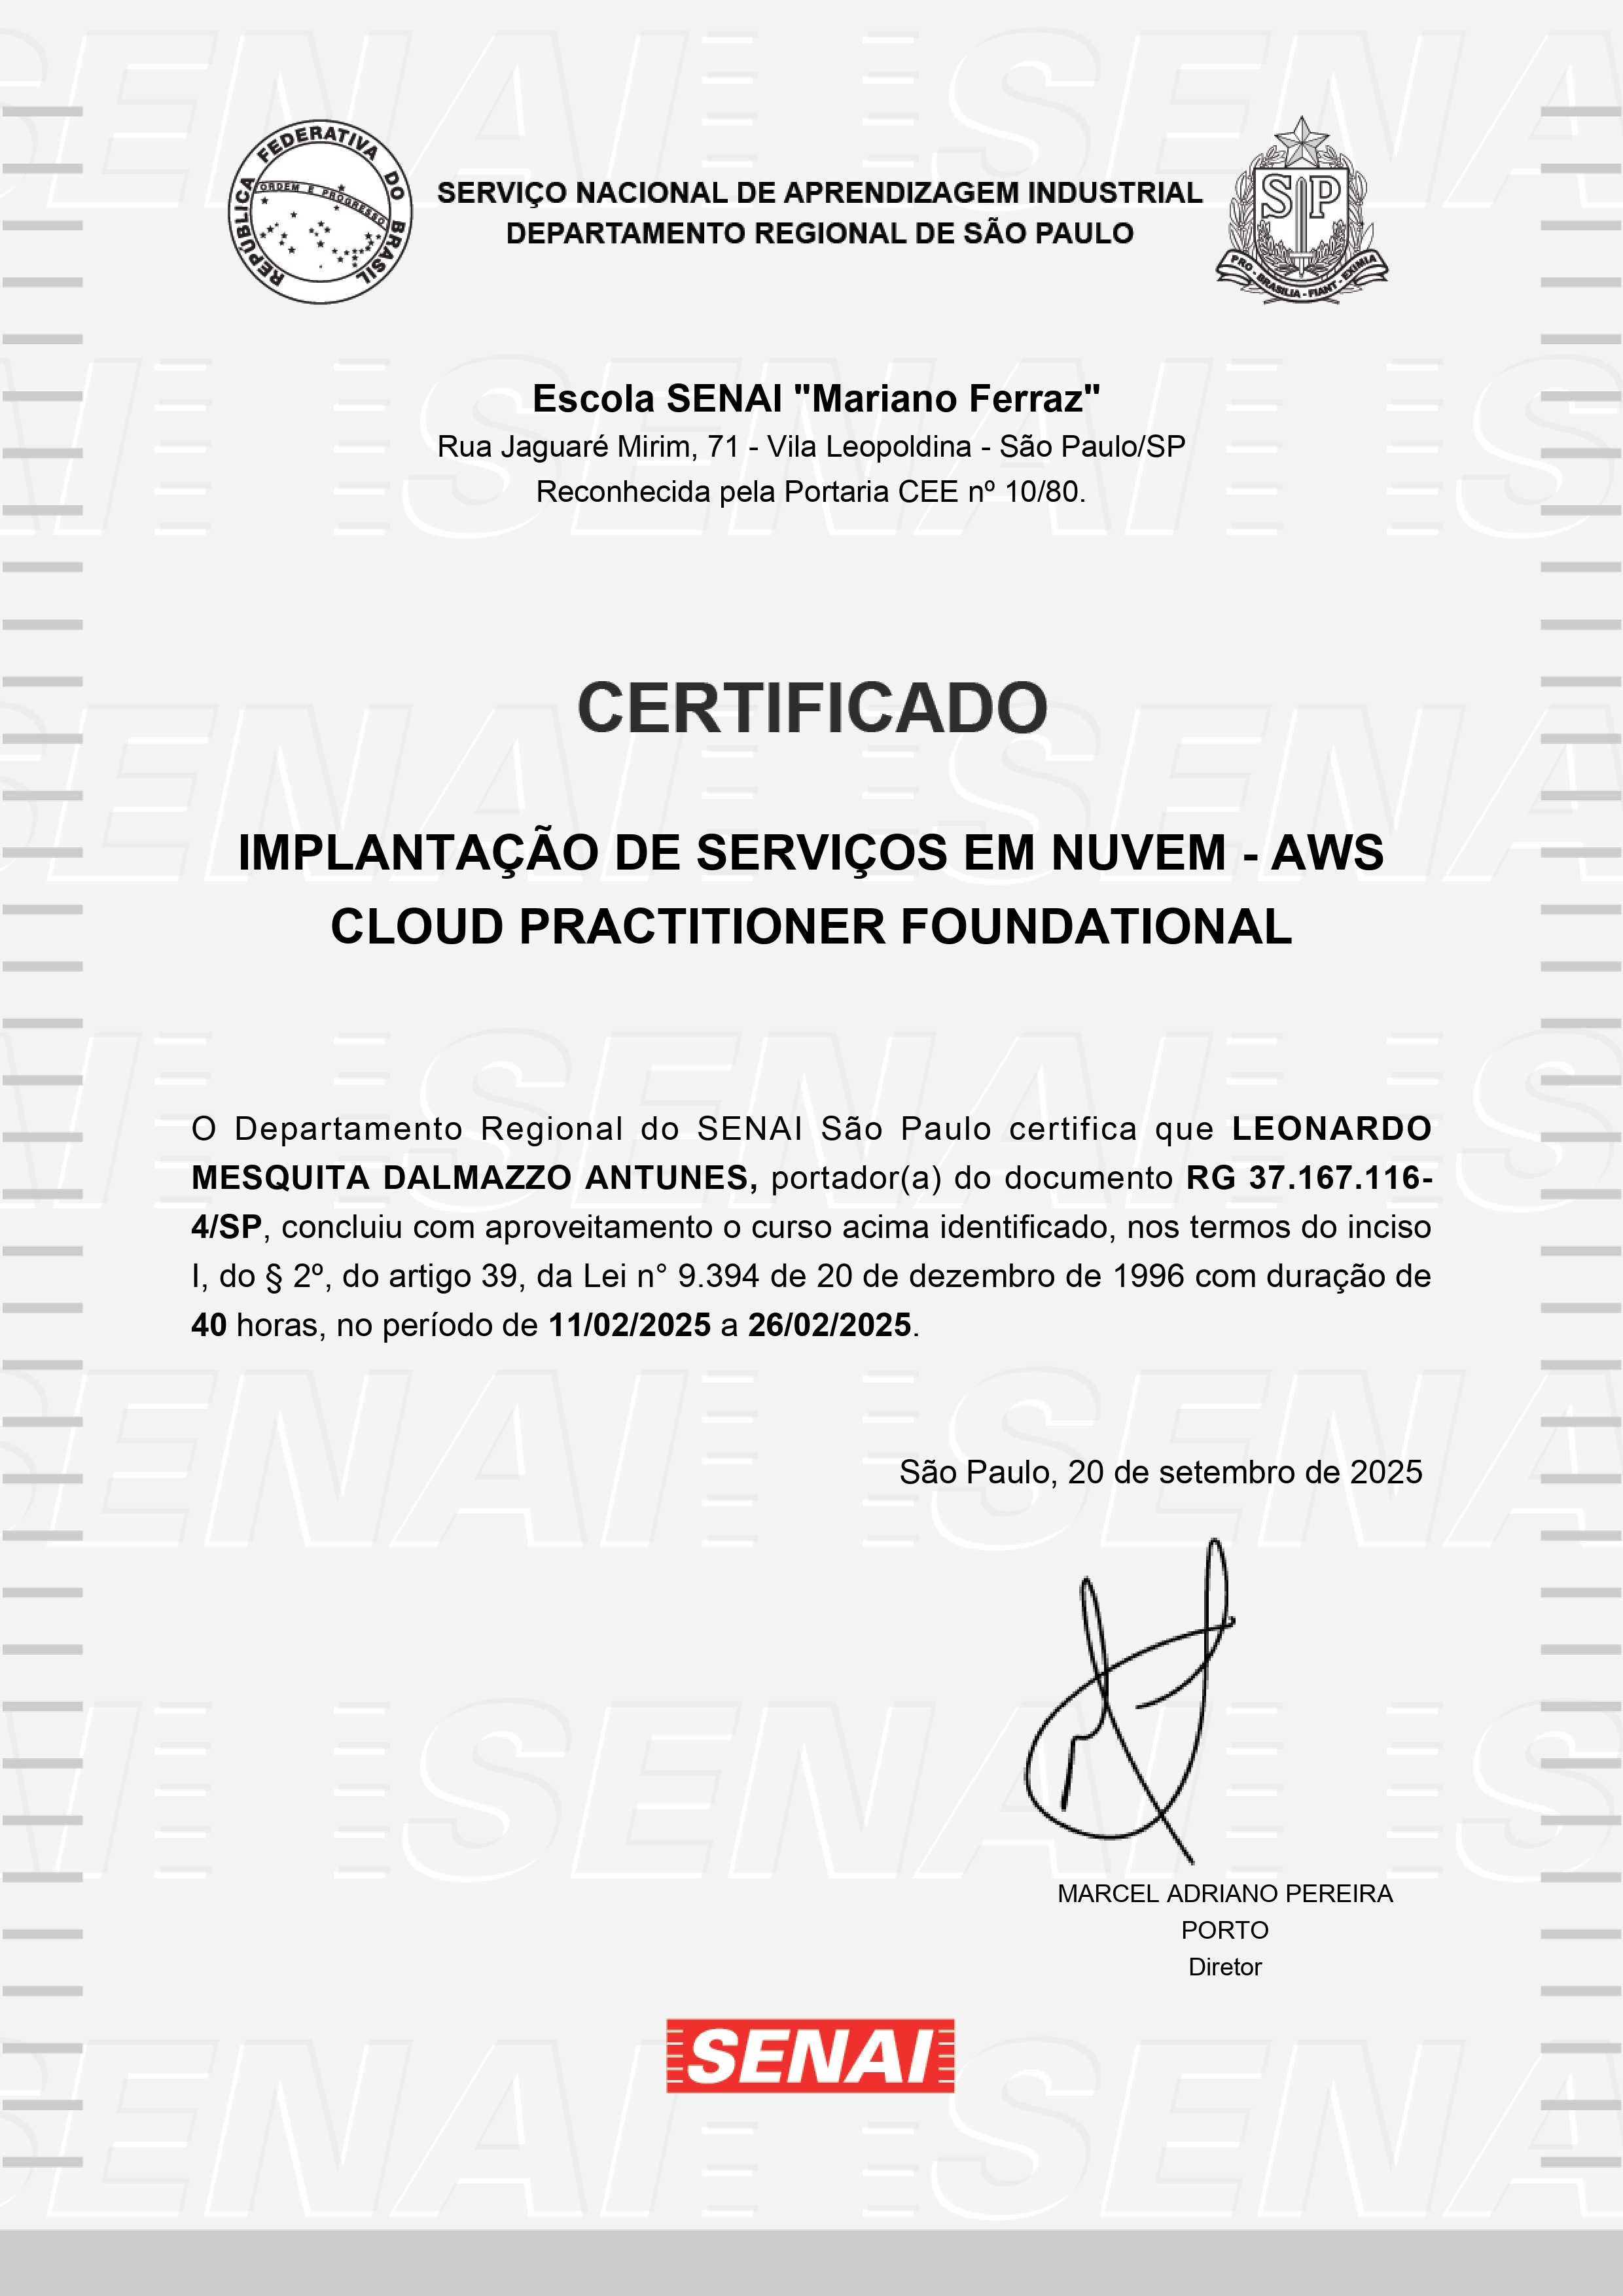 REPÚBLICA FEDERATIVA DO BRASIL
ORDEM E PROGRESSO
SERVIÇO NACIONAL DE APRENDIZAGEM INDUSTRIAL
DEPARTAMENTO REGIONAL DE SÃO PAULO
SP
PRO - BRASILIA - FIANT - EXIMIA
Escola SENAI "Mariano Ferraz"
Rua Jaguaré Mirim, 71 - Vila Leopoldina - São Paulo/SP
Reconhecida pela Portaria CEE nº 10/80.
CERTIFICADO
IMPLANTAÇÃO DE SERVIÇOS EM NUVEM - AWS
CLOUD PRACTITIONER FOUNDATIONAL
O Departamento Regional do SENAI São Paulo certifica que LEONARDO
MESQUITA DALMAZZO ANTUNES, portador(a) do documento RG 37.167.116-
4/SP, concluiu com aproveitamento o curso acima identificado, nos termos do inciso
I, do § 2º, do artigo 39, da Lei n° 9.394 de 20 de dezembro de 1996 com duração de
40 horas, no período de 11/02/2025 a 26/02/2025.
São Paulo, 20 de setembro de 2025
MARCEL ADRIANO PEREIRA
PORTO
Diretor
SENAI